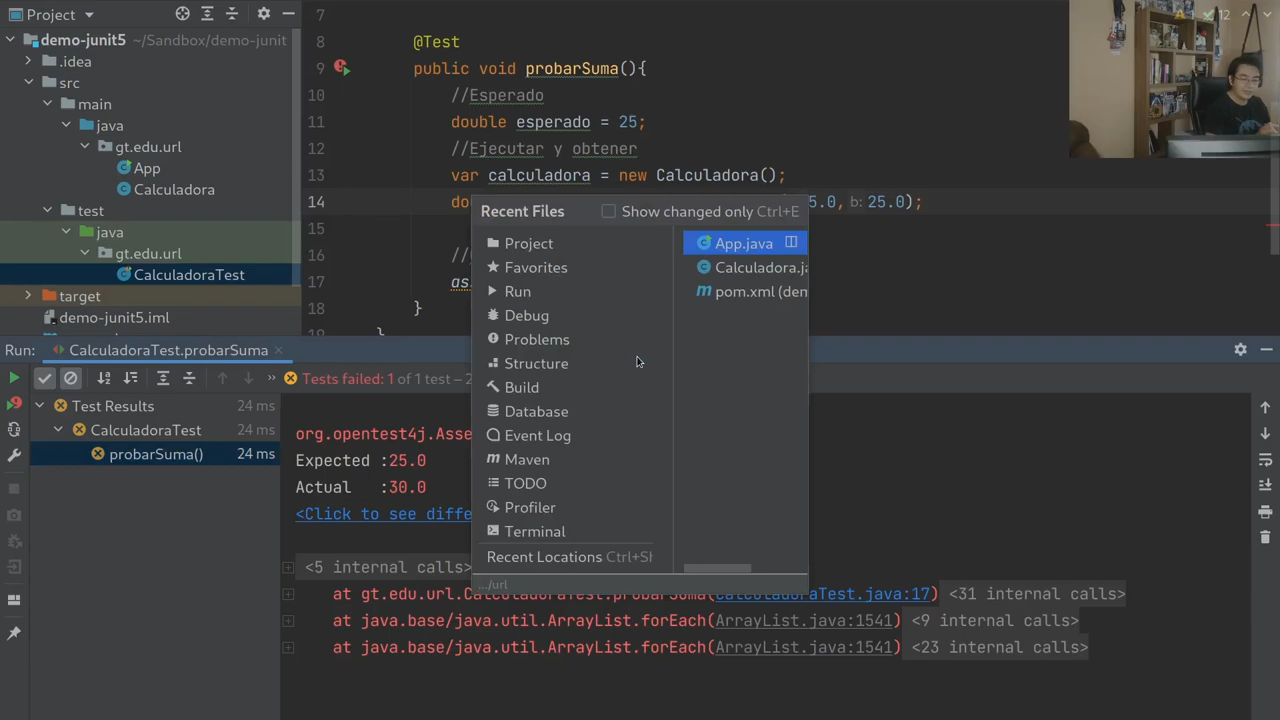 Project
demo-junit5 ~/Sandbox/demo-junit
.idea
src
main
java
gt.edu.url
App
Calculadora
test
java
gt.edu.url
CalculadoraTest
target
demo-junit5.iml
7
8 @Test
9 public void probarSuma(){
10 //Esperado
11 double esperado = 25;
12 //Ejecutar y obtener
13 var calculadora = new Calculadora();
14 do 5.0, b: 25.0);
15
16 //
17 as
18 }
12
Recent Files Show changed only Ctrl+E
Project
Favorites
Run
Debug
Problems
Structure
Build
Database
Event Log
Maven
TODO
Profiler
Terminal
Recent Locations Ctrl+Sh
.../url
App.java
Calculadora.ja
pom.xml (dem
Run: CalculadoraTest.probarSuma
Tests failed: 1 of 1 test – 2
Test Results 24 ms
CalculadoraTest 24 ms
probarSuma() 24 ms
org.opentest4j.Asse
Expected :25.0
Actual :30.0
<Click to see diffe
<5 internal calls>
at gt.edu.url.CalculadoraTest.probarSuma(CalculadoraTest.java:17) <31 internal calls>
at java.base/java.util.ArrayList.forEach(ArrayList.java:1541) <9 internal calls>
at java.base/java.util.ArrayList.forEach(ArrayList.java:1541) <23 internal calls>